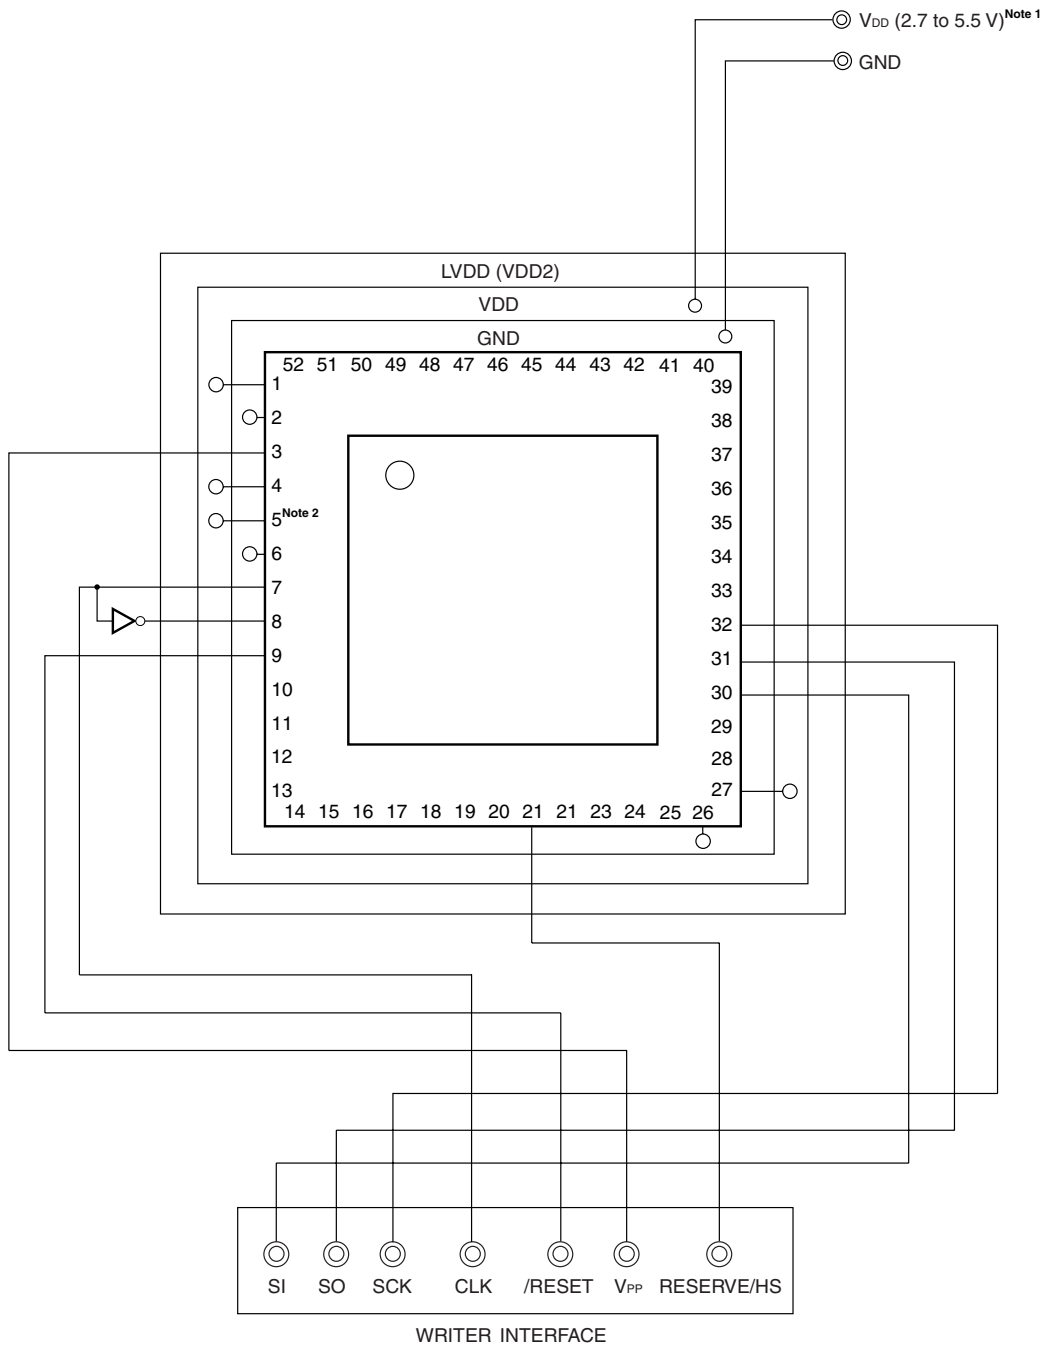 VDD (2.7 to 5.5 V)Note 1
GND
LVDD (VDD2)
VDD
GND
52 51 50 49 48 47 46 45 44 43 42 41 40
1
2
3
4
5Note 2
6
7
8
9
10
11
12
13
39
38
37
36
35
34
33
32
31
30
29
28
27
14 15 16 17 18 19 20 21 21 23 24 25 26
SI SO SCK CLK /RESET VPP RESERVE/HS
WRITER INTERFACE